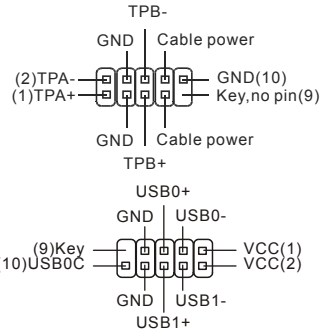 TPB-
GND Cable power
(2)TPA- GND(10)
(1)TPA+ Key,no pin(9)
GND Cable power
TPB+
USB0+
GND USB0-
(9)Key VCC(1)
10)USB0C VCC(2)
GND USB1-
USB1+